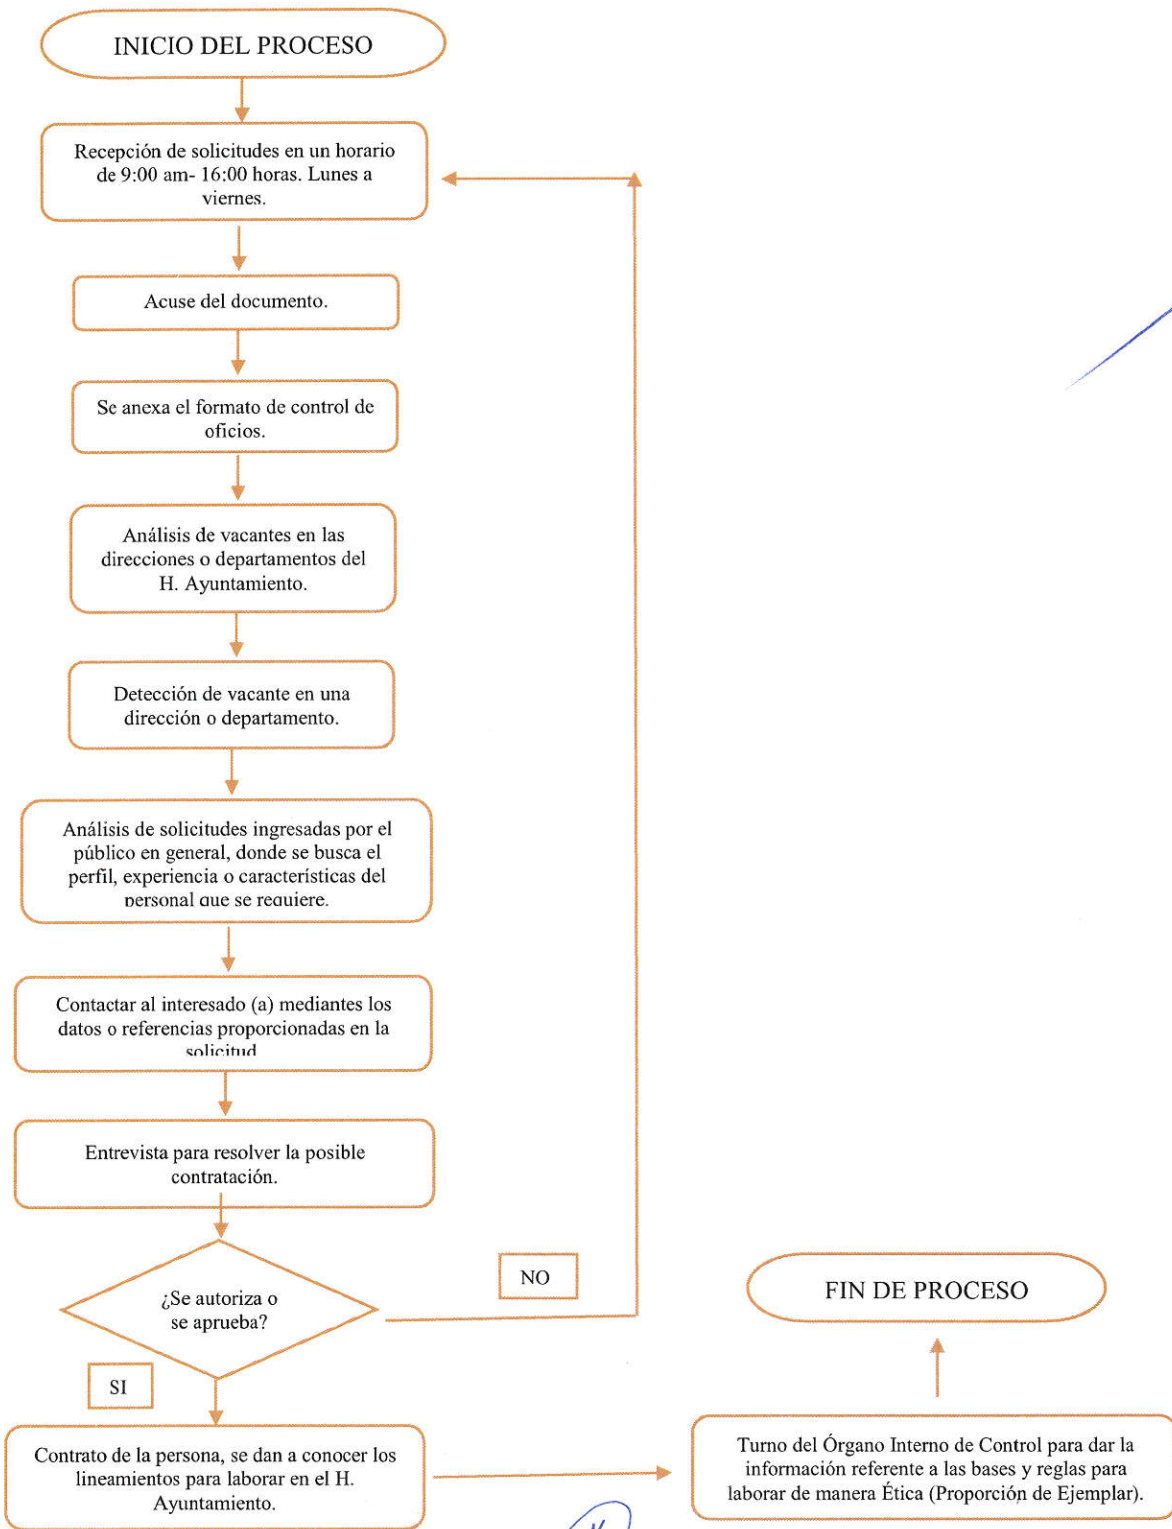 INICIO DEL PROCESO
Recepción de solicitudes en un horario
de 9:00 am- 16:00 horas. Lunes a
viernes.
Acuse del documento.
Se anexa el formato de control de
oficios.
Análisis de vacantes en las
direcciones o departamentos del
H. Ayuntamiento.
Detección de vacante en una
dirección o departamento.
Análisis de solicitudes ingresadas por el
público en general, donde se busca el
perfil, experiencia o características del
personal que se requiere.
Contactar al interesado (a) mediantes los
datos o referencias proporcionadas en la
solicitud
Entrevista para resolver la posible
contratación.
¿Se autoriza o
se aprueba?
NO
SI
Contrato de la persona, se dan a conocer los
lineamientos para laborar en el H.
Ayuntamiento.
Turno del Órgano Interno de Control para dar la
información referente a las bases y reglas para
laborar de manera Ética (Proporción de Ejemplar).
FIN DE PROCESO